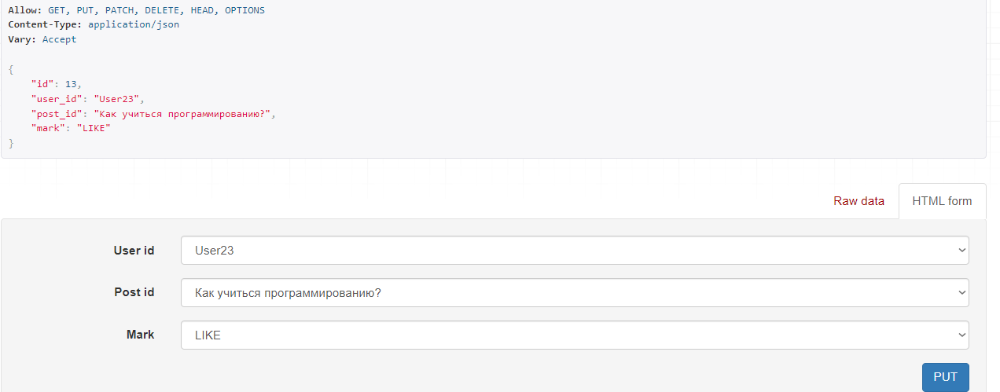 Allow: GET, PUT, PATCH, DELETE, HEAD, OPTIONS
Content-Type: application/json
Vary: Accept
{
"id": 13,
"user_id": "User23",
"post_id": "Как учиться программированию?",
"mark": "LIKE"
}
Raw data HTML form
User id User23
Post id Как учиться программированию?
Mark LIKE
PUT